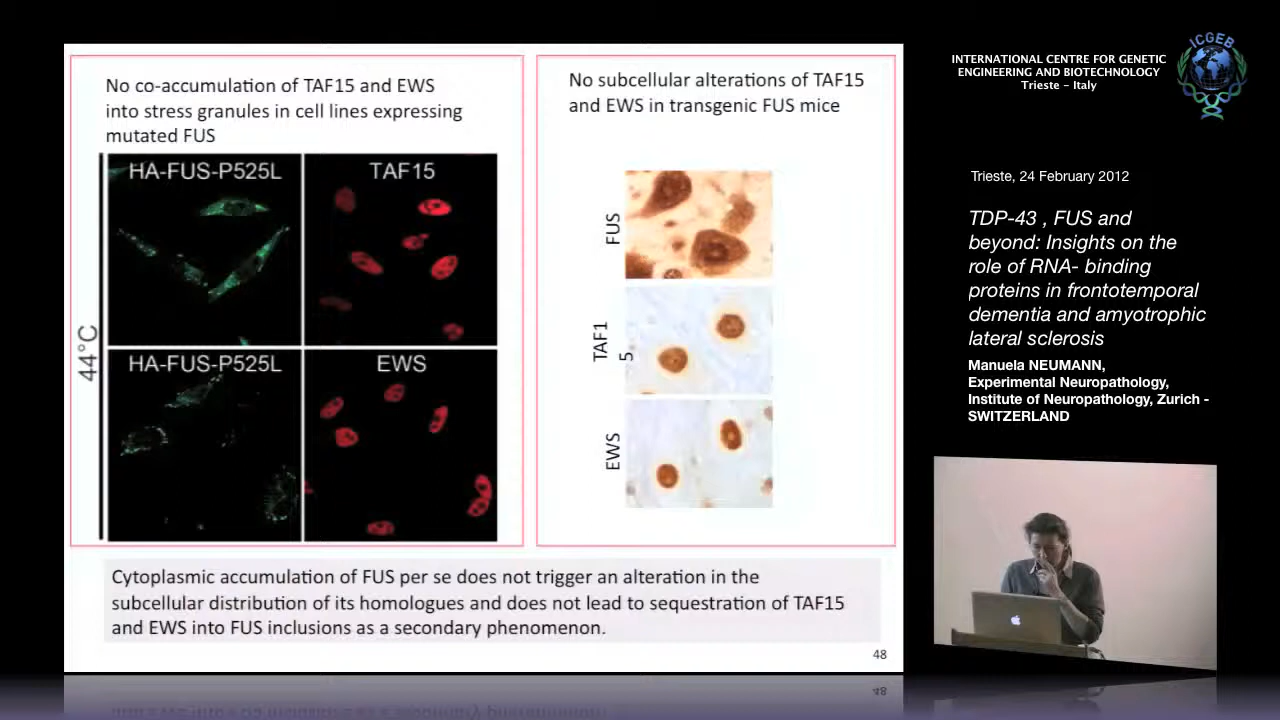 No co-accumulation of TAF15 and EWS
into stress granules in cell lines expressing
mutated FUS
HA-FUS-P525L
TAF15
HA-FUS-P525L
EWS
44°C
No subcellular alterations of TAF15
and EWS in transgenic FUS mice
FUS
TAF1
5
EWS
Cytoplasmic accumulation of FUS per se does not trigger an alteration in the
subcellular distribution of its homologues and does not lead to sequestration of TAF15
and EWS into FUS inclusions as a secondary phenomenon.
48
INTERNATIONAL CENTRE FOR GENETIC
ENGINEERING AND BIOTECHNOLOGY
Trieste - Italy
ICGEB
Trieste, 24 February 2012
TDP-43 , FUS and
beyond: Insights on the
role of RNA- binding
proteins in frontotemporal
dementia and amyotrophic
lateral sclerosis
Manuela NEUMANN,
Experimental Neuropathology,
Institute of Neuropathology, Zurich -
SWITZERLAND